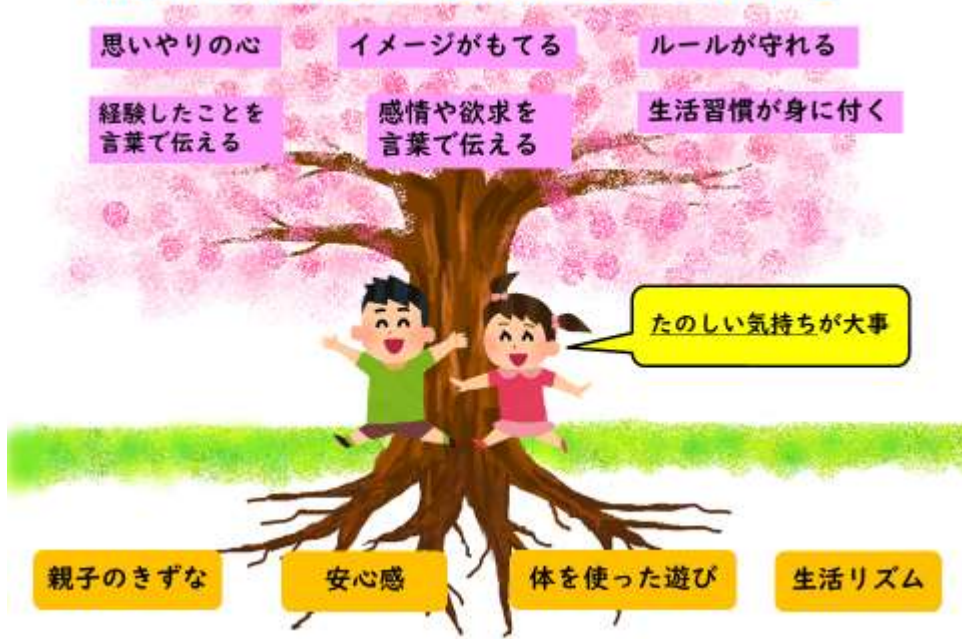 思いやりの心
イメージがもてる
ルールが守れる
経験したことを
言葉で伝える
感情や欲求を
言葉で伝える
生活習慣が身に付く
たのしい気持ちが大事
親子のきずな
安心感
体を使った遊び
生活リズム